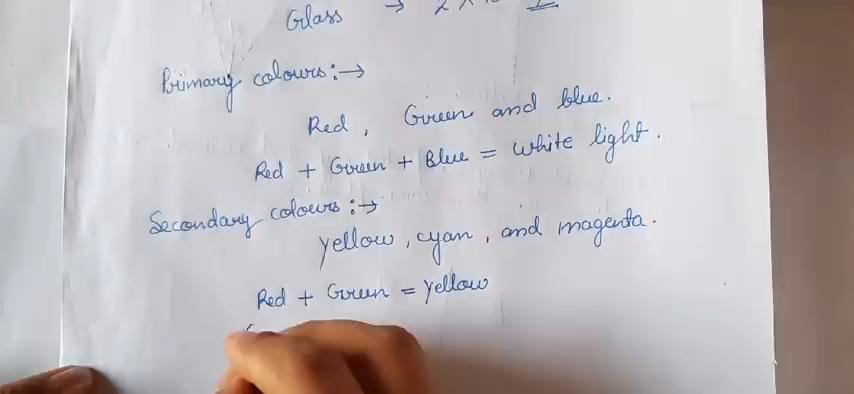 Glass →
Primary colours:→
Red, Green and blue.
Red + Green + Blue = White light.
Secondary colours:→
Yellow, cyan, and magenta.
Red + Green = Yellow